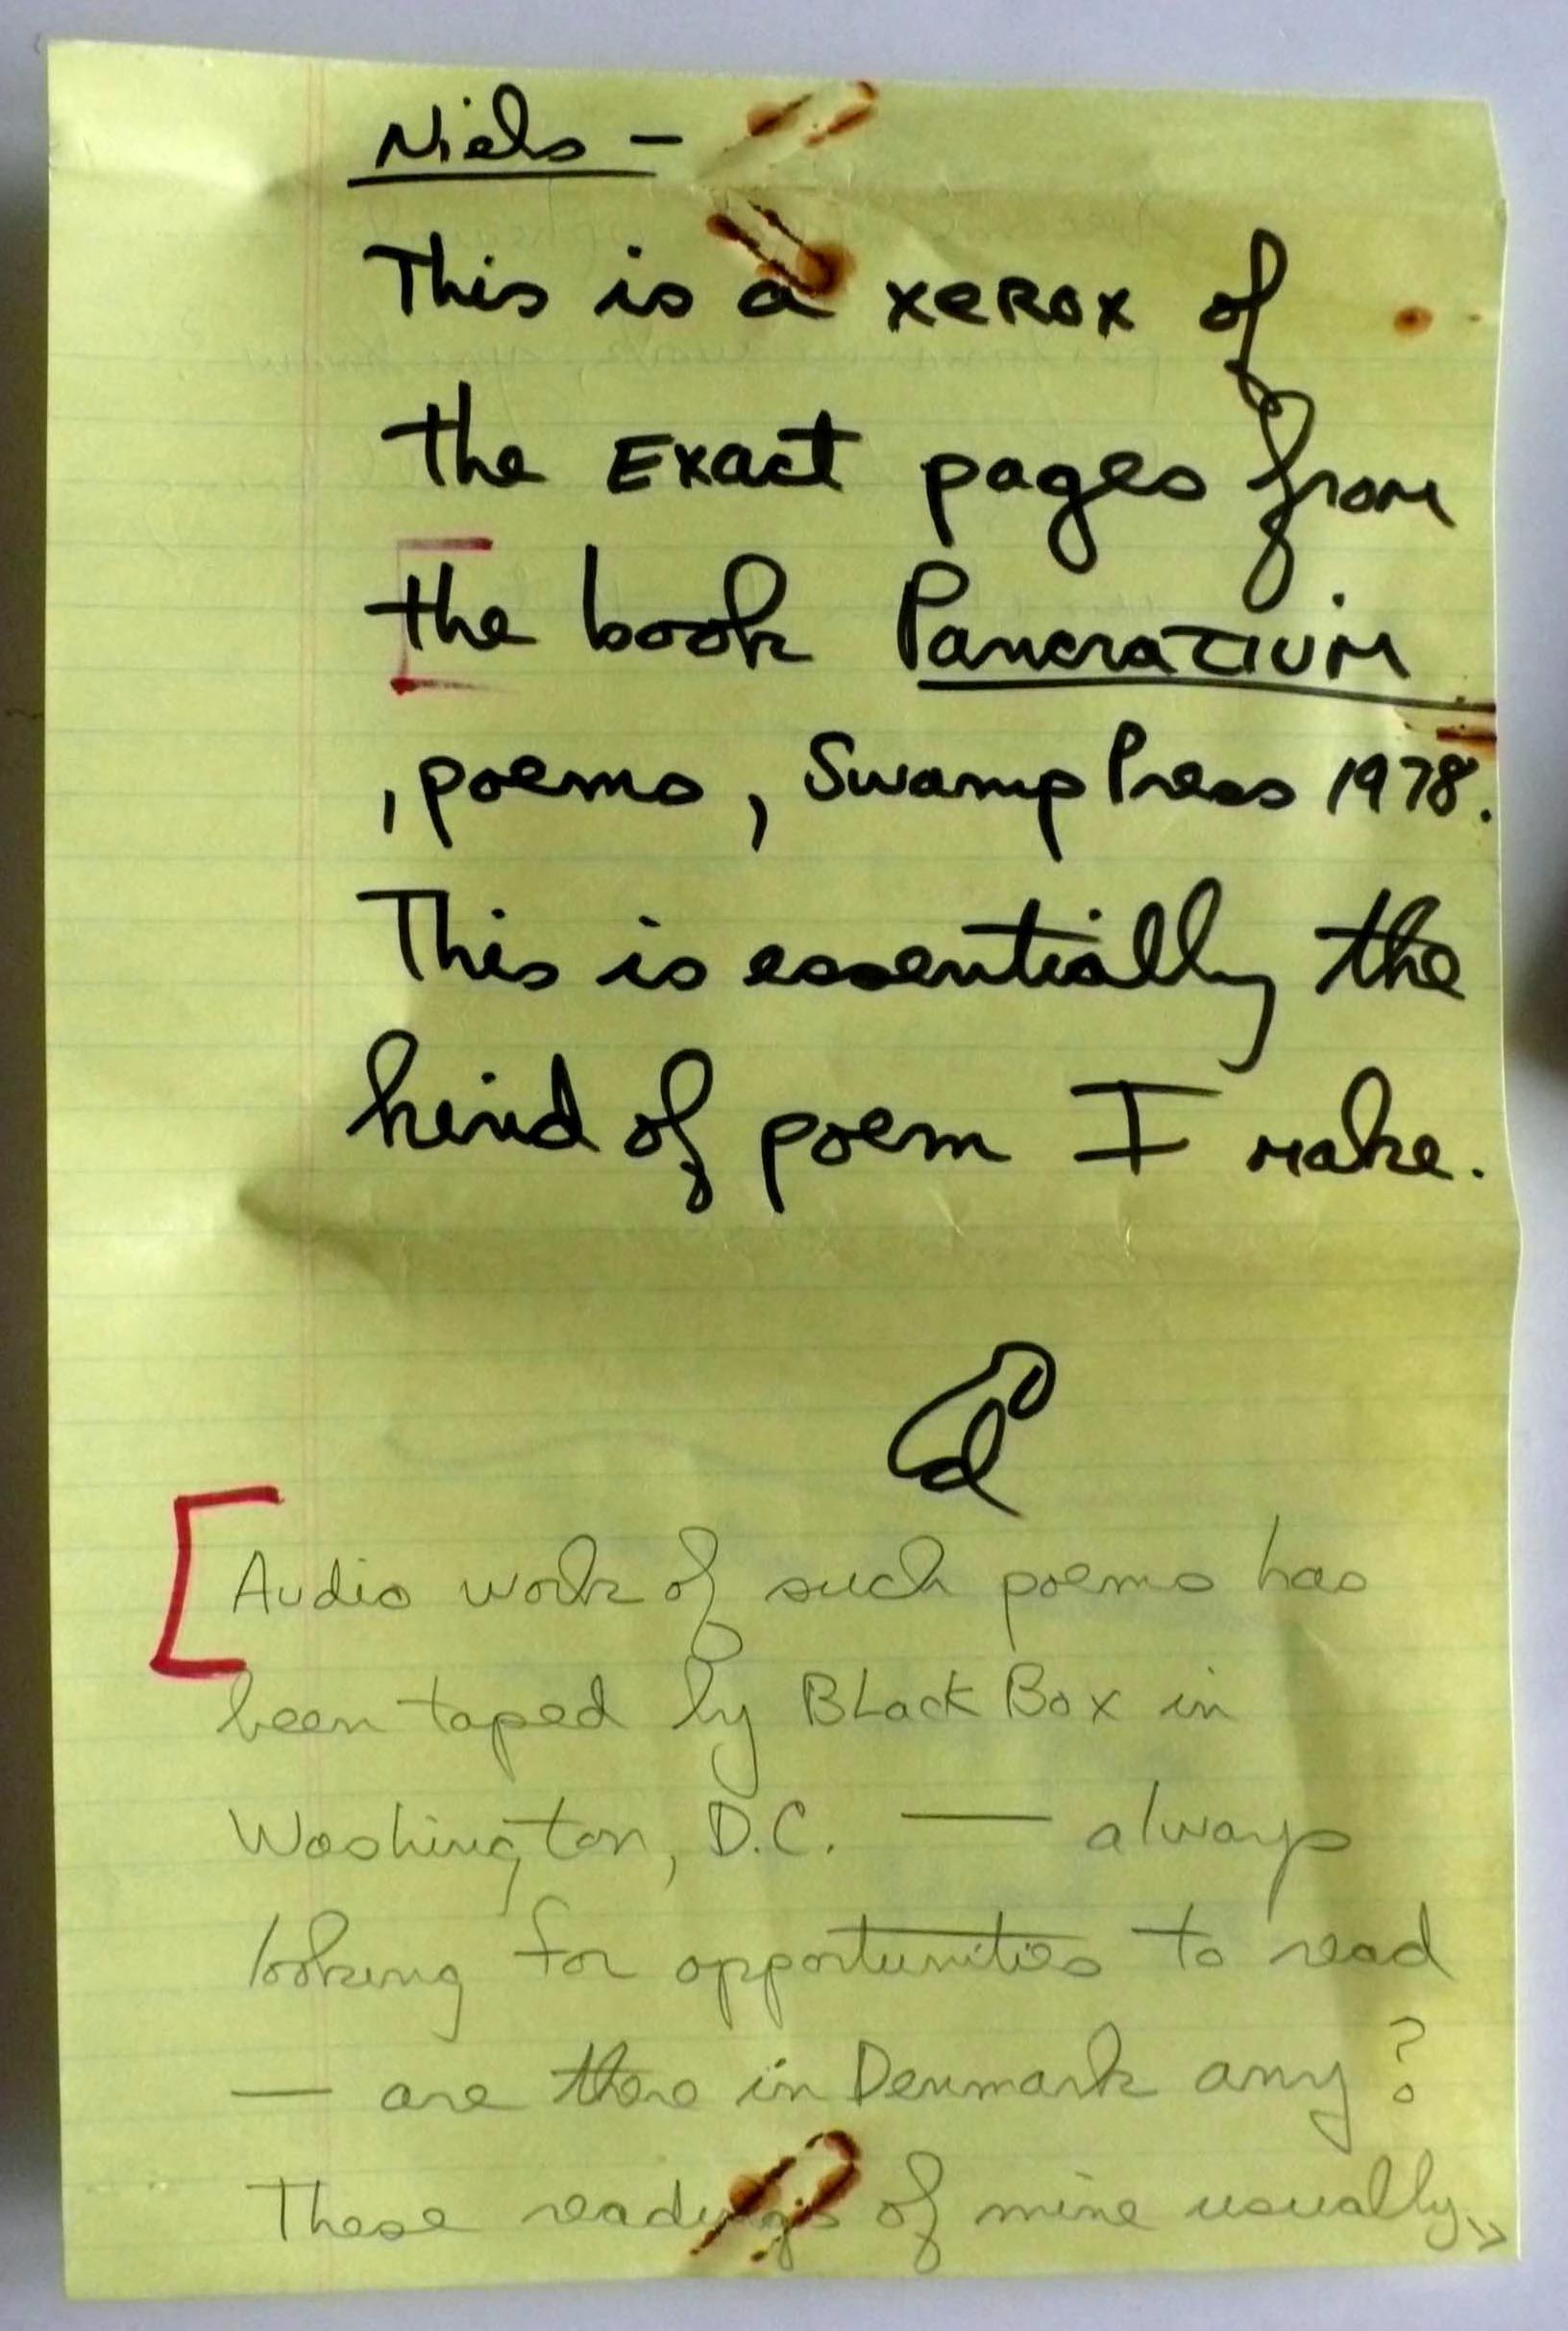 Niels —
This is a xerox of
the Exact pages from
the book Pancratium
, poems, Swamp Press 1978.
This is essentially the
kind of poem I make.
Ed
Audio work of such poems has
been taped by Black Box in
Washington, D.C. — always
looking for opportunities to read
— are there in Denmark any?
These readings of mine usually